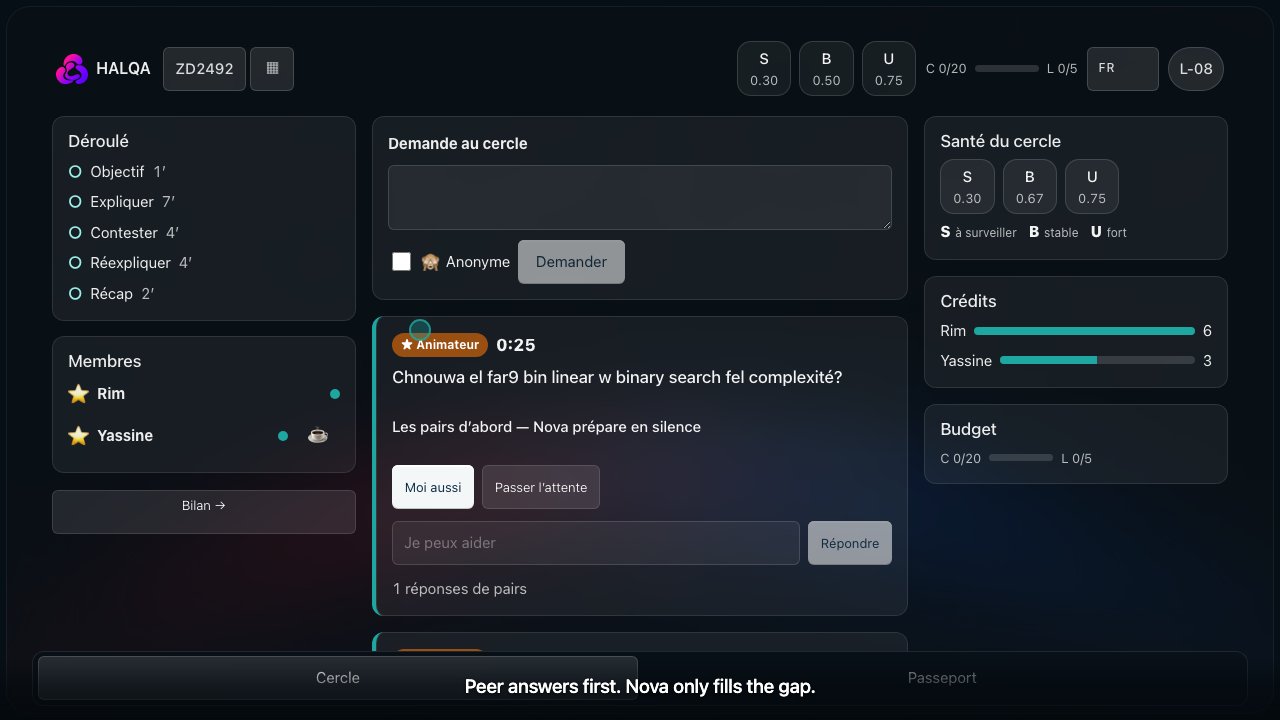 HALQA
ZD2492
S
0.30
B
0.50
U
0.75
C 0/20
L 0/5
FR
L-08
Déroulé
Objectif 1′
Expliquer 7′
Contester 4′
Réexpliquer 4′
Récap 2′
Membres
Rim
Yassine
Bilan →
Demande au cercle
Anonyme
Demander
Animateur 0:25
Chnouwa el far9 bin linear w binary search fel complexité?
Les pairs d'abord — Nova prépare en silence
Moi aussi
Passer l'attente
Je peux aider
Répondre
1 réponses de pairs
Santé du cercle
S
0.30
B
0.67
U
0.75
S à surveiller B stable U fort
Crédits
Rim 6
Yassine 3
Budget
C 0/20 L 0/5
Cercle
Passeport
Peer answers first. Nova only fills the gap.